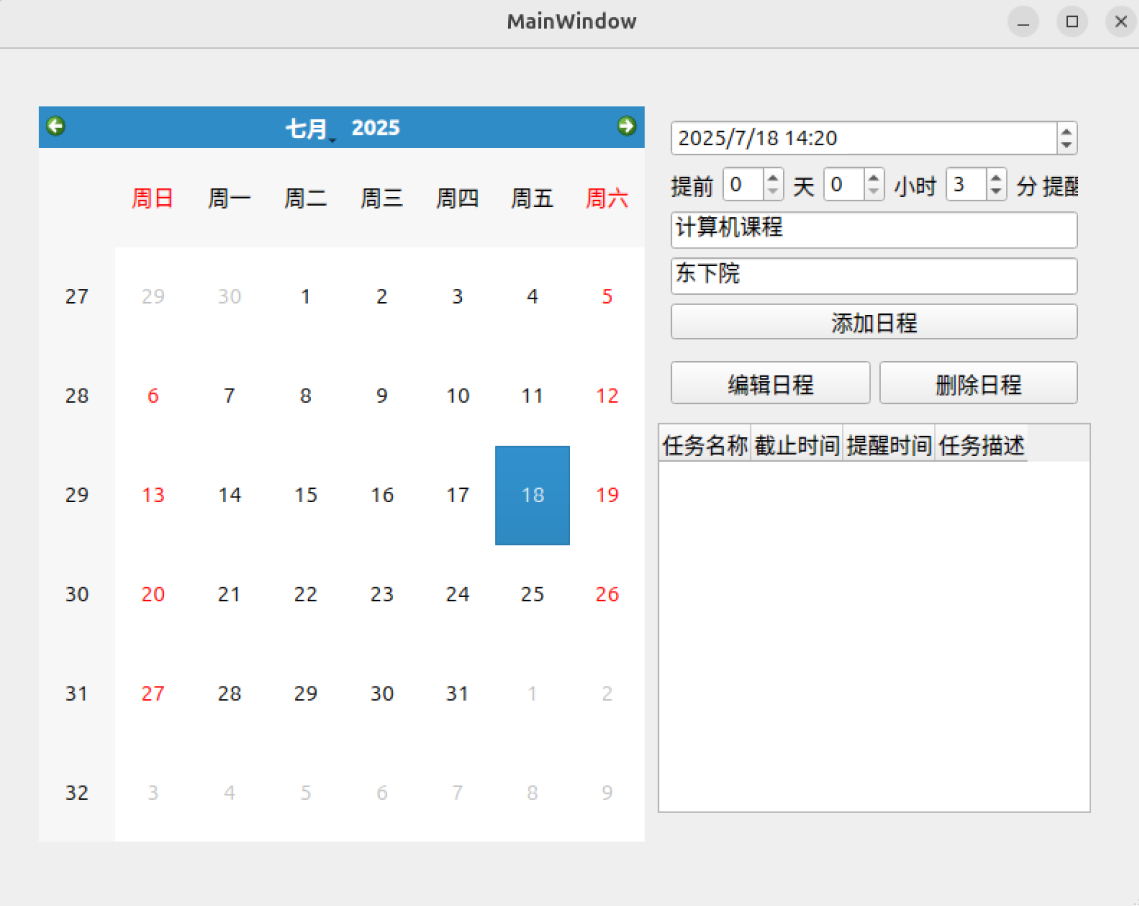 MainWindow
七月 2025
周日 周一 周二 周三 周四 周五 周六
27 29 30 1 2 3 4 5
28 6 7 8 9 10 11 12
29 13 14 15 16 17 18 19
30 20 21 22 23 24 25 26
31 27 28 29 30 31 1 2
32 3 4 5 6 7 8 9
2025/7/18 14:20
提前 0 天 0 小时 3 分 提醒
计算机课程
东下院
添加日程
编辑日程 删除日程
任务名称 截止时间 提醒时间 任务描述